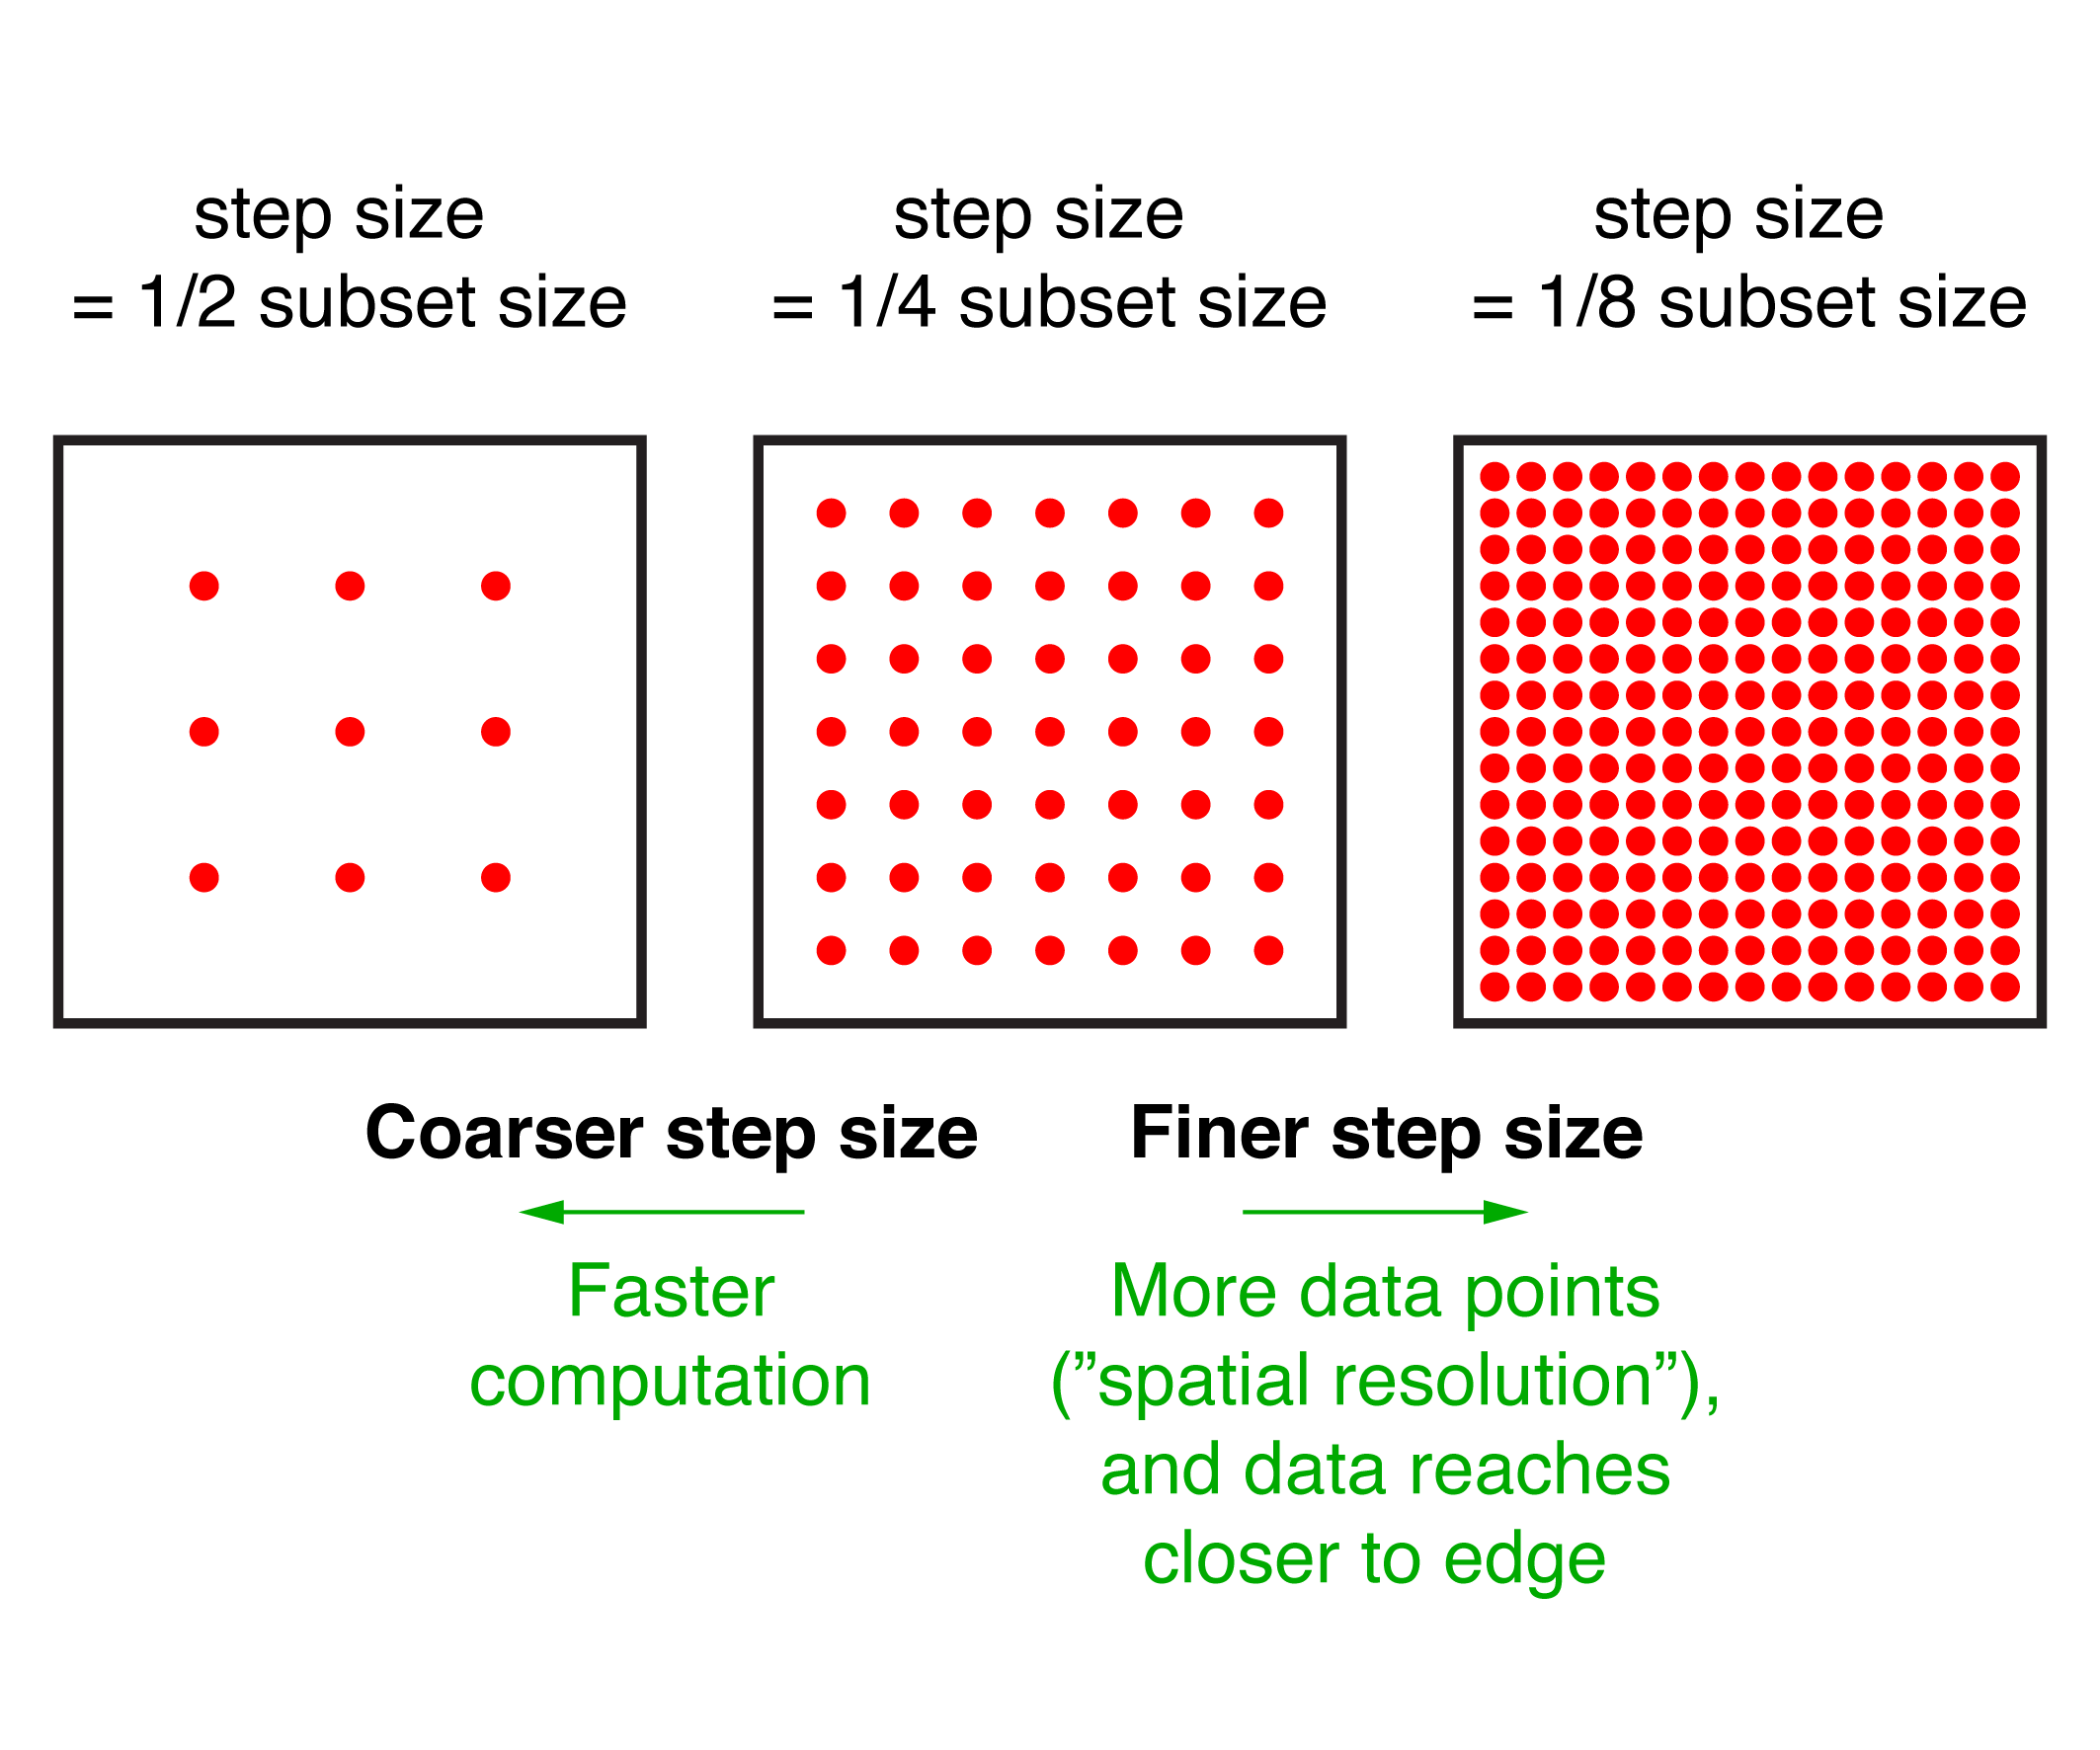 step size
= 1/2 subset size
step size
= 1/4 subset size
step size
= 1/8 subset size
Coarser step size
Faster
computation
Finer step size
More data points
(”spatial resolution”),
and data reaches
closer to edge